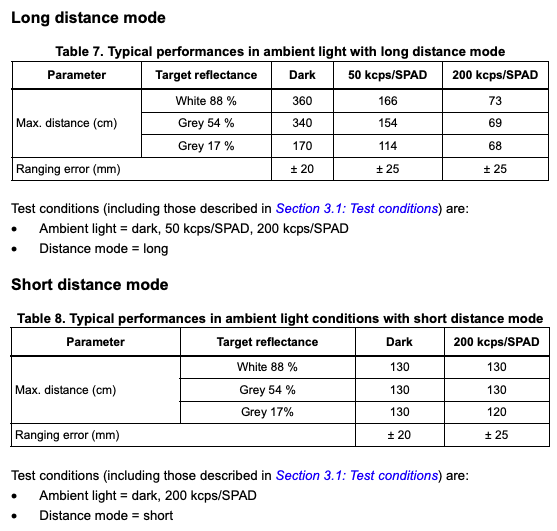 Long distance mode
Table 7. Typical performances in ambient light with long distance mode
Parameter Target reflectance Dark 50 kcps/SPAD 200 kcps/SPAD
Max. distance (cm) White 88 % 360 166 73
Grey 54 % 340 154 69
Grey 17 % 170 114 68
Ranging error (mm) ± 20 ± 25 ± 25
Test conditions (including those described in Section 3.1: Test conditions) are:
• Ambient light = dark, 50 kcps/SPAD, 200 kcps/SPAD
• Distance mode = long
Short distance mode
Table 8. Typical performances in ambient light conditions with short distance mode
Parameter Target reflectance Dark 200 kcps/SPAD
Max. distance (cm) White 88 % 130 130
Grey 54 % 130 130
Grey 17% 130 120
Ranging error (mm) ± 20 ± 25
Test conditions (including those described in Section 3.1: Test conditions) are:
• Ambient light = dark, 200 kcps/SPAD
• Distance mode = short